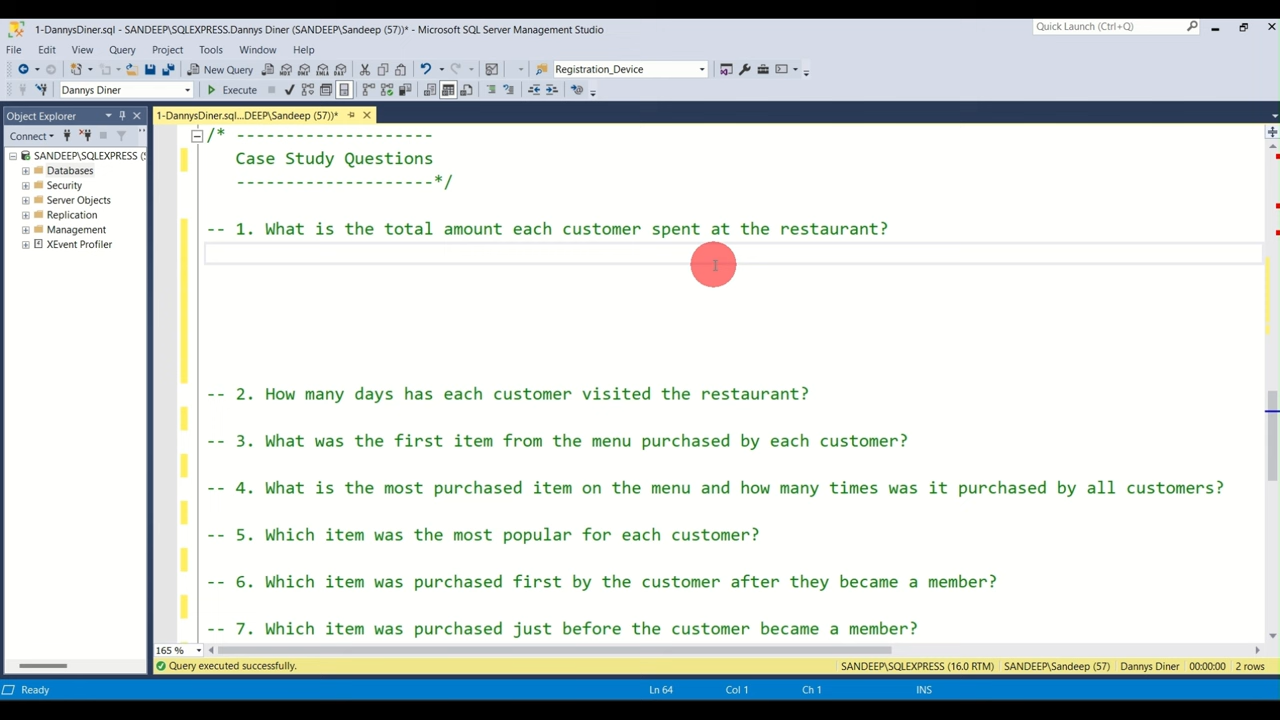 1-DannysDiner.sql - SANDEEP\SQLEXPRESS.Dannys Diner (SANDEEP\Sandeep (57))* - Microsoft SQL Server Management Studio
Quick Launch (Ctrl+Q)
File Edit View Query Project Tools Window Help
New Query
Registration_Device
Dannys Diner
Execute
Object Explorer
1-DannysDiner.sql...DEEP\Sandeep (57))*
Connect
SANDEEP\SQLEXPRESS (
Databases
Security
Server Objects
Replication
Management
XEvent Profiler
/* --------------------
Case Study Questions
--------------------*/
-- 1. What is the total amount each customer spent at the restaurant?
-- 2. How many days has each customer visited the restaurant?
-- 3. What was the first item from the menu purchased by each customer?
-- 4. What is the most purchased item on the menu and how many times was it purchased by all customers?
-- 5. Which item was the most popular for each customer?
-- 6. Which item was purchased first by the customer after they became a member?
-- 7. Which item was purchased just before the customer became a member?
165 %
Query executed successfully.
SANDEEP\SQLEXPRESS (16.0 RTM) SANDEEP\Sandeep (57) Dannys Diner 00:00:00 2 rows
Ready
Ln 64 Col 1 Ch 1 INS